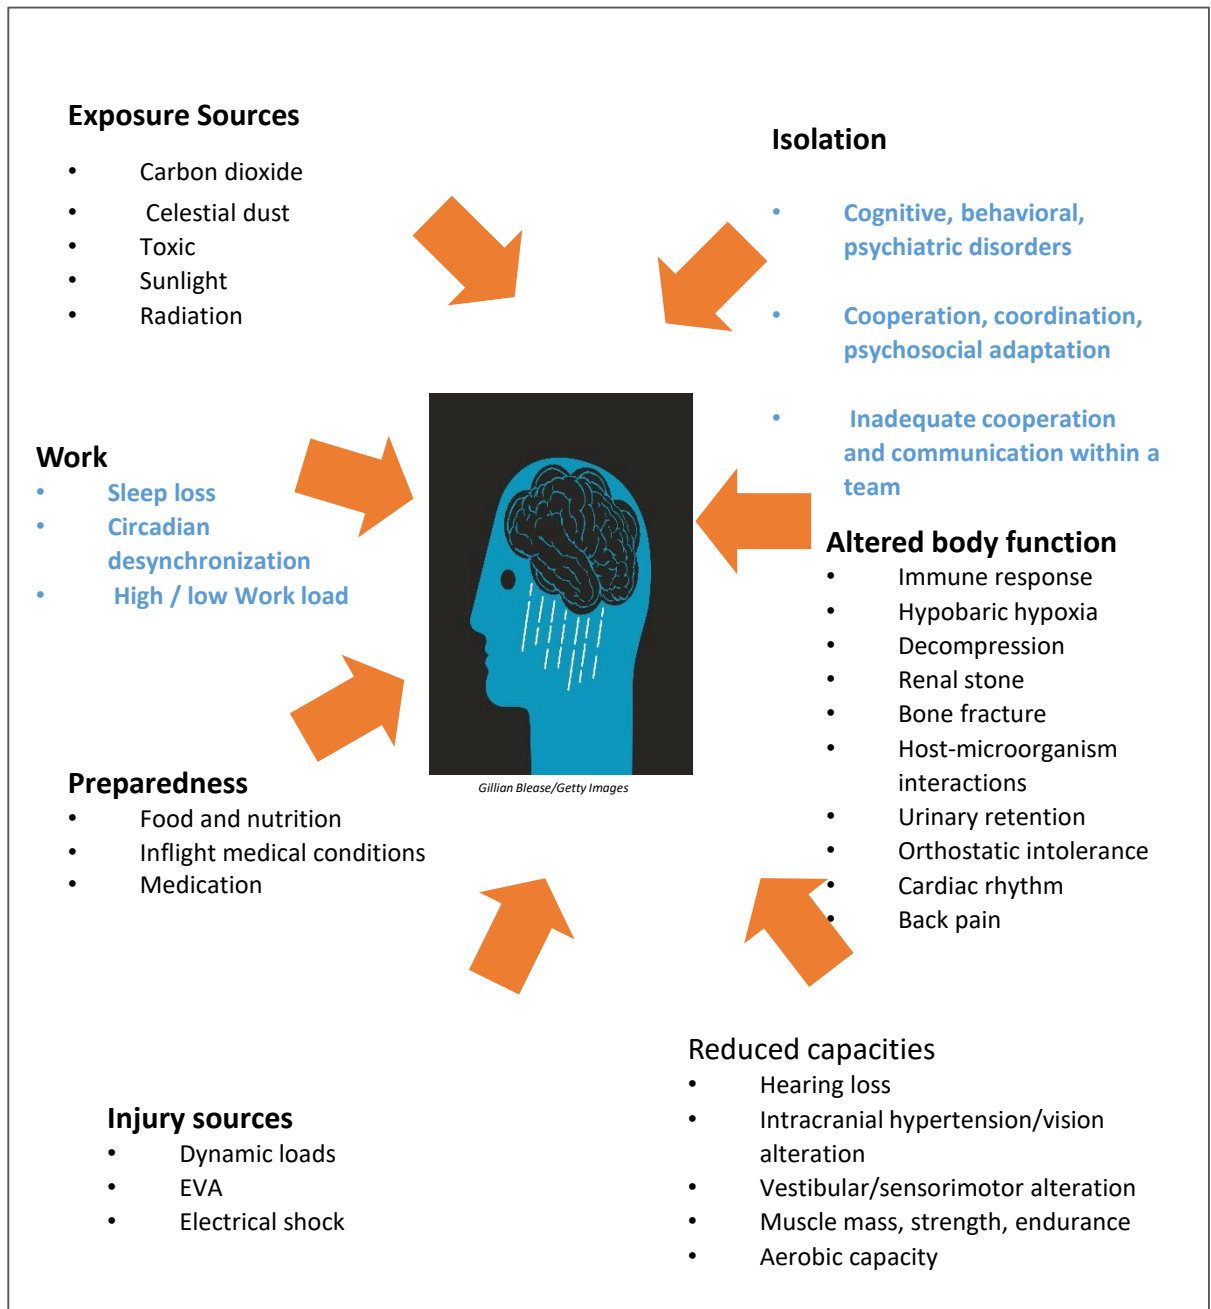 Exposure Sources
• Carbon dioxide
• Celestial dust
• Toxic
• Sunlight
• Radiation
Isolation
• Cognitive, behavioral,
psychiatric disorders
• Cooperation, coordination,
psychosocial adaptation
• Inadequate cooperation
and communication within a
team
Work
• Sleep loss
• Circadian
desynchronization
• High / low Work load
Altered body function
• Immune response
• Hypobaric hypoxia
• Decompression
• Renal stone
• Bone fracture
• Host-microorganism
interactions
• Urinary retention
• Orthostatic intolerance
• Cardiac rhythm
• Back pain
Gillian Blease/Getty Images
Preparedness
• Food and nutrition
• Inflight medical conditions
• Medication
Reduced capacities
• Hearing loss
• Intracranial hypertension/vision
alteration
• Vestibular/sensorimotor alteration
• Muscle mass, strength, endurance
• Aerobic capacity
Injury sources
• Dynamic loads
• EVA
• Electrical shock